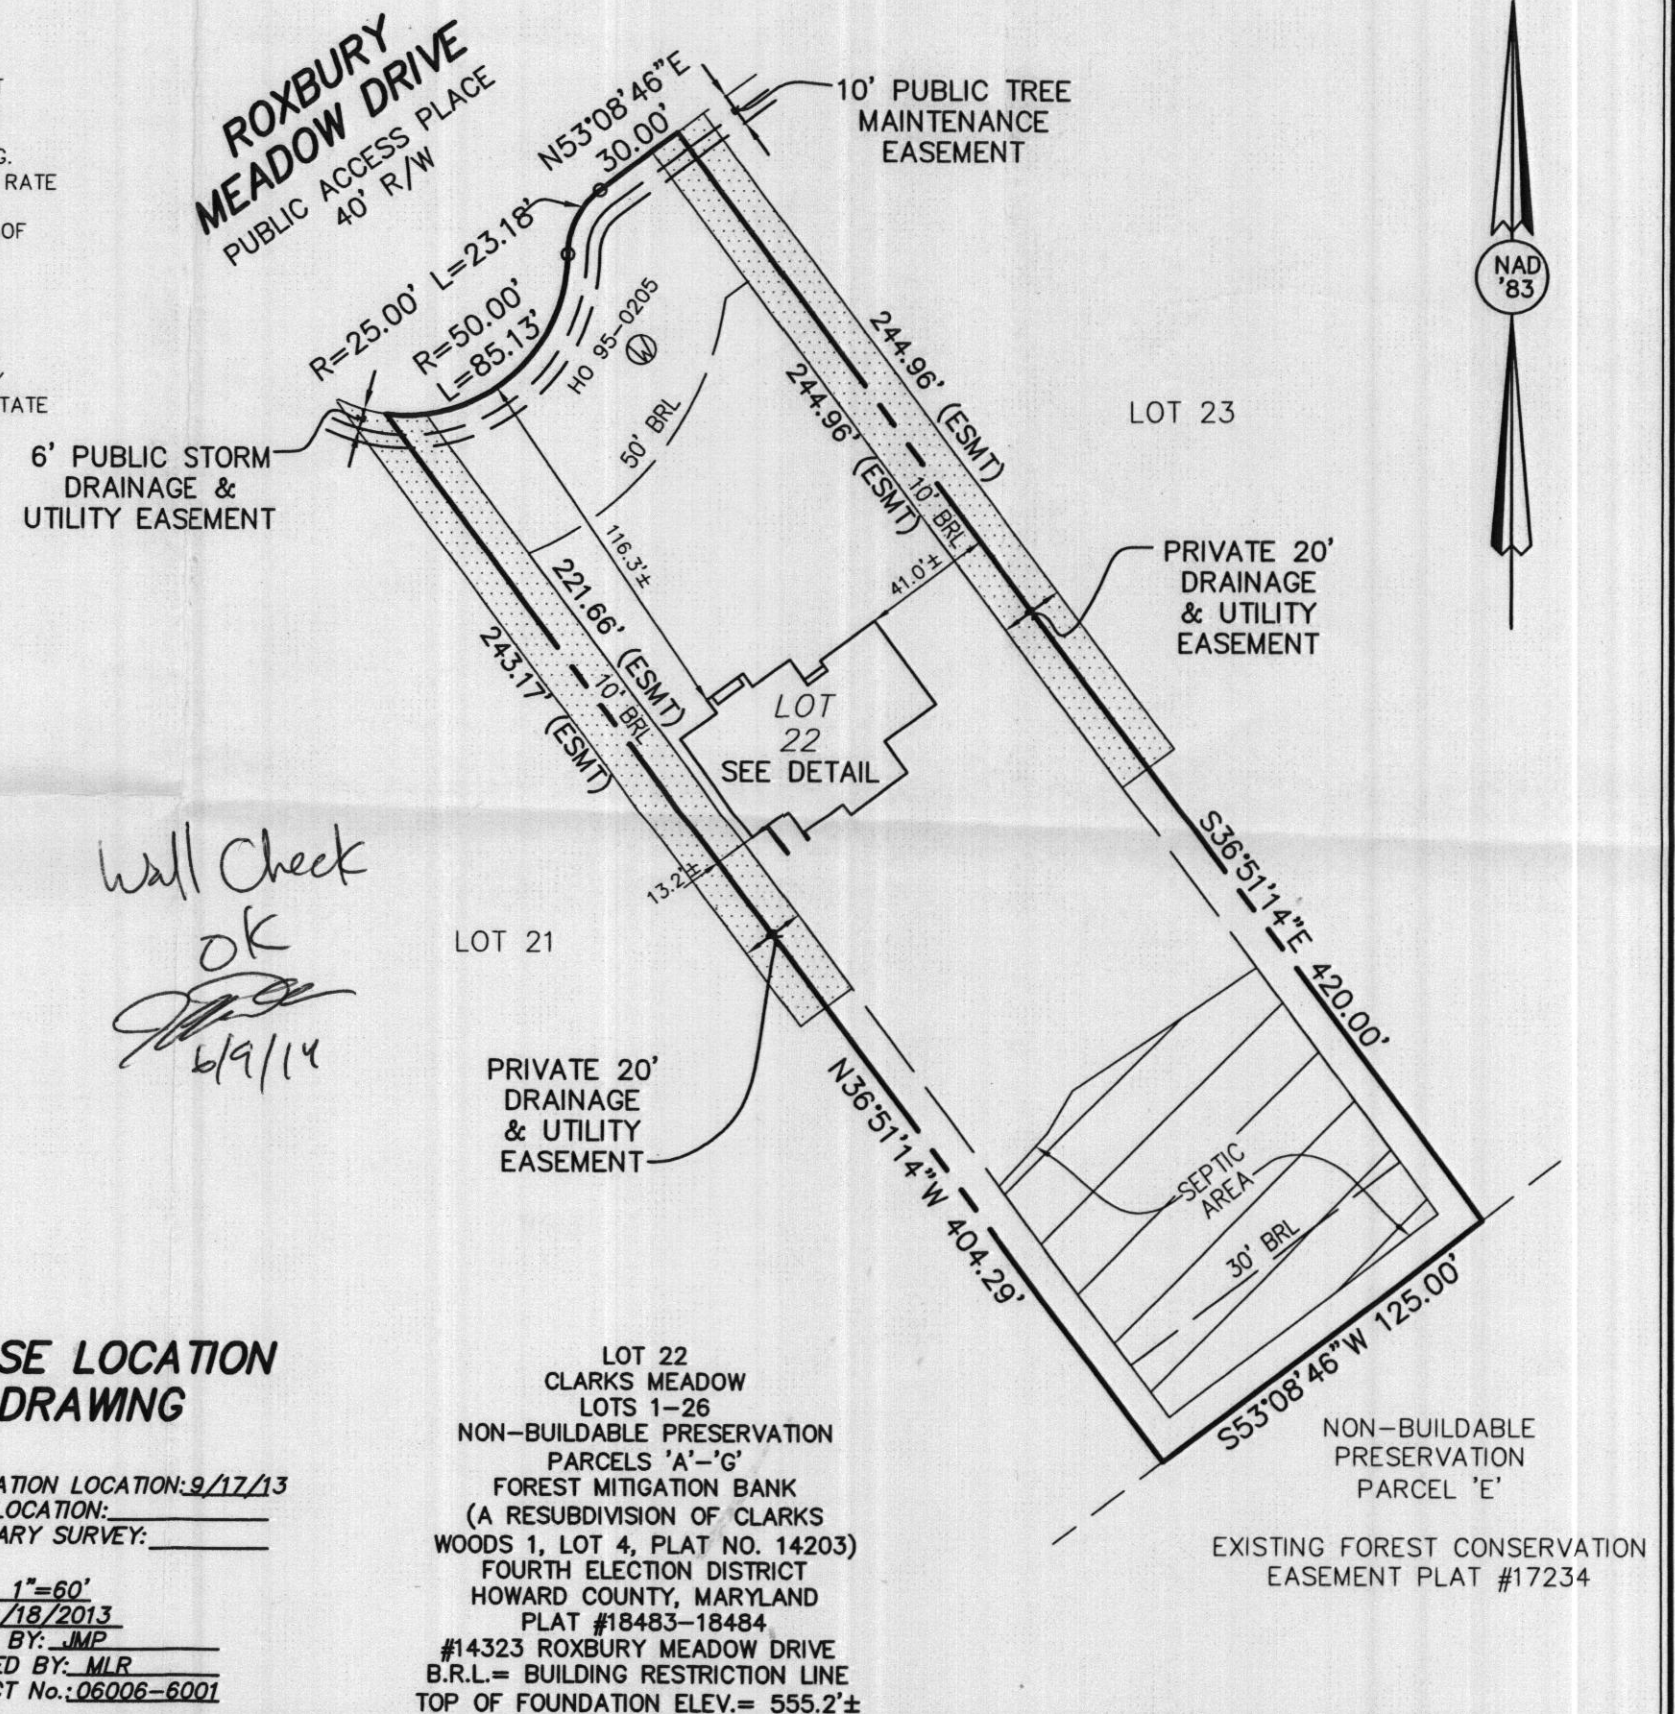 ROXBURY
MEADOW DRIVE
PUBLIC ACCESS PLACE
40' R/W
N53°08'46"E
30.00'
10' PUBLIC TREE
MAINTENANCE
EASEMENT
NAD
'83
RATE
OF
TATE
R=25.00' L=23.18'
R=50.00'
L=85.13'
HO 95-0205
W
50' BRL
244.96' (ESMT)
244.96' (ESMT)
LOT 23
6' PUBLIC STORM
DRAINAGE &
UTILITY EASEMENT
10' BRL
116.3'±
41.0'±
PRIVATE 20'
DRAINAGE
& UTILITY
EASEMENT
221.66' (ESMT)
243.17' (ESMT)
10' BRL
LOT
22
SEE DETAIL
Wall Check
OK
6/9/14
13.2'±
LOT 21
S36°51'14"E 420.00'
PRIVATE 20'
DRAINAGE
& UTILITY
EASEMENT
N36°51'14"W 404.29'
SEPTIC
AREA
30' BRL
S53°08'46"W 125.00'
NON-BUILDABLE
PRESERVATION
PARCEL 'E'
EXISTING FOREST CONSERVATION
EASEMENT PLAT #17234
SE LOCATION
DRAWING
ATION LOCATION: 9/17/13
LOCATION:
ARY SURVEY:
1"=60'
/18/2013
BY: JMP
ED BY: MLR
CT No.: 06006-6001
LOT 22
CLARKS MEADOW
LOTS 1-26
NON-BUILDABLE PRESERVATION
PARCELS 'A'-'G'
FOREST MITIGATION BANK
(A RESUBDIVISION OF CLARKS
WOODS 1, LOT 4, PLAT NO. 14203)
FOURTH ELECTION DISTRICT
HOWARD COUNTY, MARYLAND
PLAT #18483-18484
#14323 ROXBURY MEADOW DRIVE
B.R.L.= BUILDING RESTRICTION LINE
TOP OF FOUNDATION ELEV.= 555.2'±